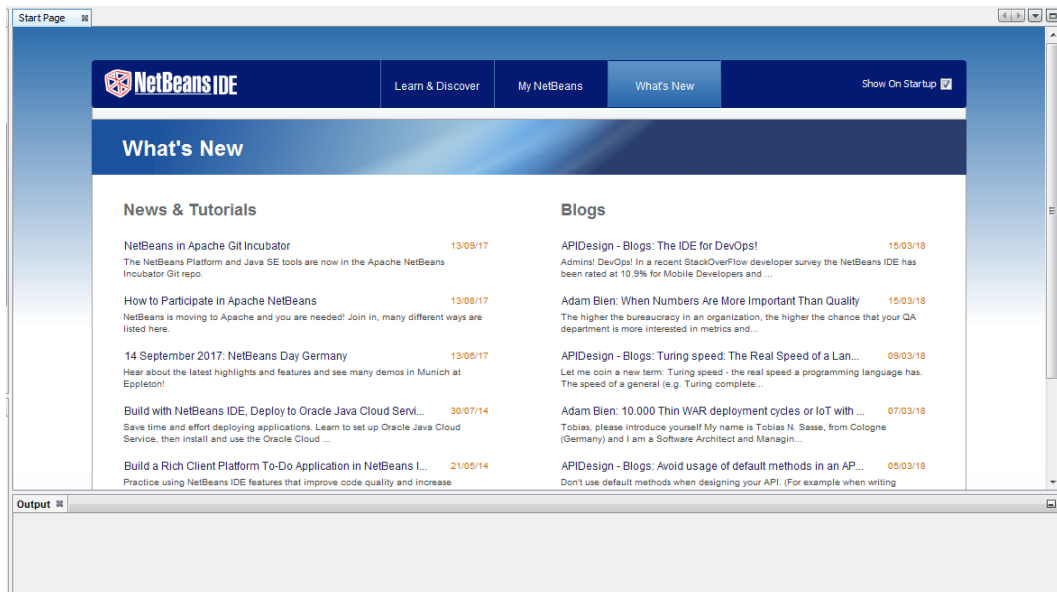 Start Page
NetBeans IDE
Learn & Discover
My NetBeans
What's New
Show On Startup
What's New
News & Tutorials
NetBeans in Apache Git Incubator 13/09/17
The NetBeans Platform and Java SE tools are now in the Apache NetBeans
Incubator Git repo.
How to Participate in Apache NetBeans 13/08/17
NetBeans is moving to Apache and you are needed! Join in, many different ways are
listed here.
14 September 2017: NetBeans Day Germany 13/06/17
Hear about the latest highlights and features and see many demos in Munich at
Eppleton!
Build with NetBeans IDE, Deploy to Oracle Java Cloud Servi... 30/07/14
Save time and effort deploying applications. Learn to set up Oracle Java Cloud
Service, then install and use the Oracle Cloud ...
Build a Rich Client Platform To-Do Application in NetBeans I... 21/05/14
Practice using NetBeans IDE features that improve code quality and increase
Blogs
APIDesign - Blogs: The IDE for DevOps! 15/03/18
Admins! DevOps! In a recent StackOverFlow developer survey the NetBeans IDE has
been rated at 10.9% for Mobile Developers and ...
Adam Bien: When Numbers Are More Important Than Quality 15/03/18
The higher the bureaucracy in an organization, the higher the chance that your QA
department is more interested in metrics and...
APIDesign - Blogs: Turing speed: The Real Speed of a Lan... 09/03/18
Let me coin a new term: Turing speed - the real speed a programming language has.
The speed of a general (e.g. Turing complete...
Adam Bien: 10.000 Thin WAR deployment cycles or IoT with ... 07/03/18
Tobias, please introduce yourself My name is Tobias N. Sasse, from Cologne
(Germany) and I am a Software Architect and Managin...
APIDesign - Blogs: Avoid usage of default methods in an AP... 05/03/18
Don't use default methods when designing your API. (For example when writing
Output